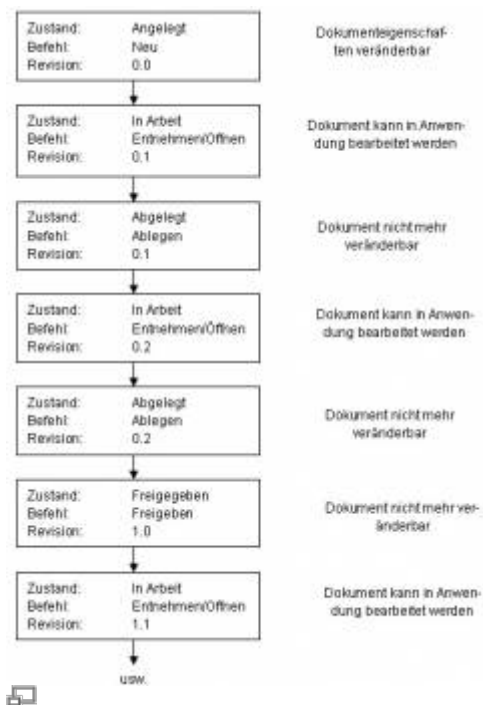 Zustand: Angelegt
Befehl: Neu
Revision: 0.0
Dokumenteigenschaf-
ten veränderbar
Zustand: In Arbeit
Befehl: Entnehmen/Öffnen
Revision: 0.1
Dokument kann in Anwen-
dung bearbeitet werden
Zustand: Abgelegt
Befehl: Ablegen
Revision: 0.1
Dokument nicht mehr
veränderbar
Zustand: In Arbeit
Befehl: Entnehmen/Öffnen
Revision: 0.2
Dokument kann in Anwen-
dung bearbeitet werden
Zustand: Abgelegt
Befehl: Ablegen
Revision: 0.2
Dokument nicht mehr
veränderbar
Zustand: Freigegeben
Befehl: Freigeben
Revision: 1.0
Dokument nicht mehr ver-
änderbar
Zustand: In Arbeit
Befehl: Entnehmen/Öffnen
Revision: 1.1
Dokument kann in Anwen-
dung bearbeitet werden
usw.